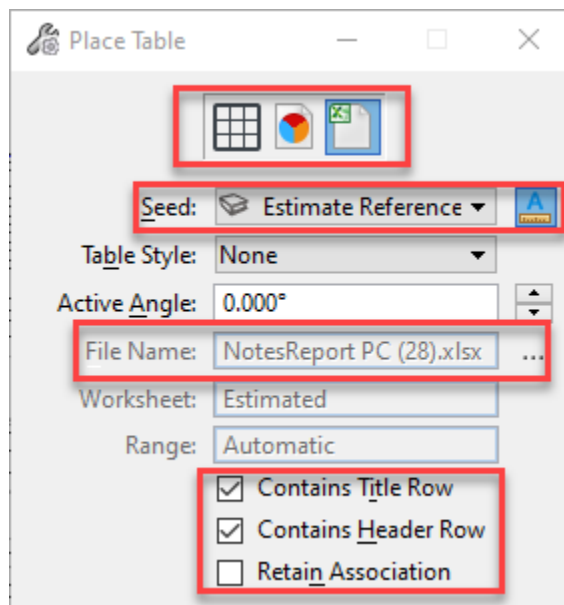 Place Table
Seed: Estimate Reference
Table Style: None
Active Angle: 0.000°
File Name: NotesReport PC (28).xlsx ...
Worksheet: Estimated
Range: Automatic
Contains Title Row
Contains Header Row
Retain Association